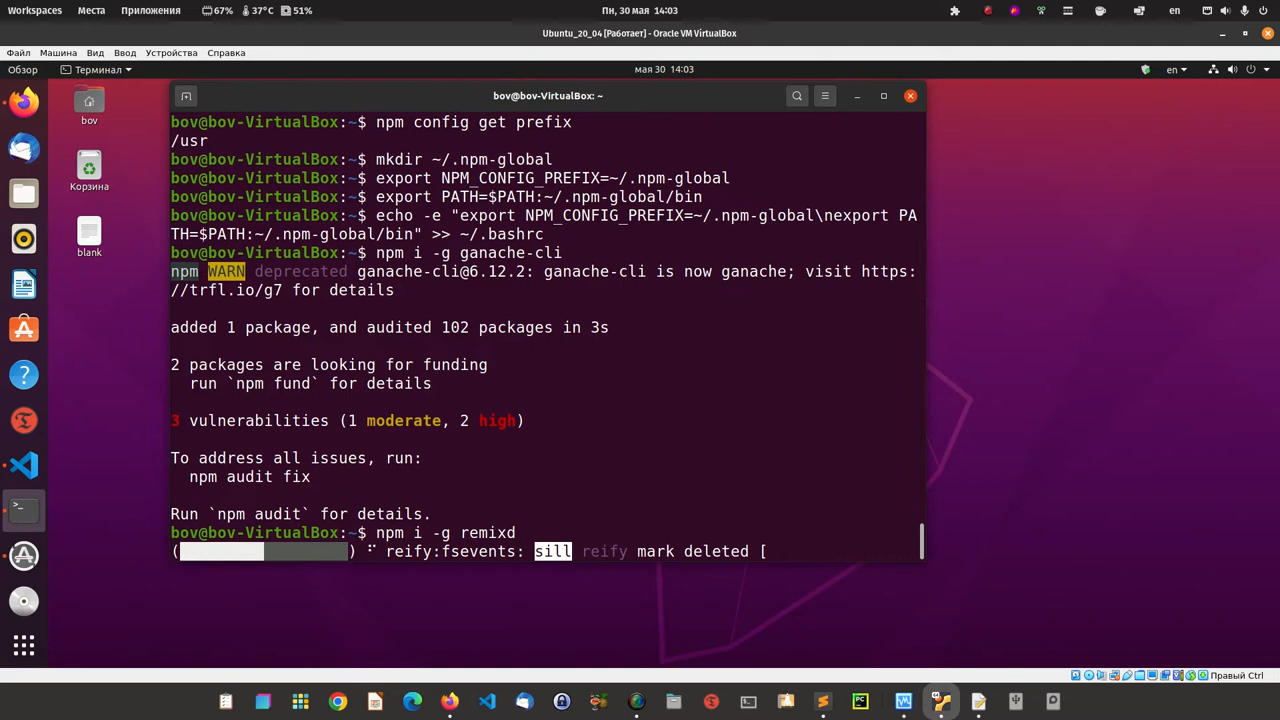 Workspaces Места Приложения 67% 37°C 51% Пн, 30 мая 14:03 en
Ubuntu_20_04 [Работает] - Oracle VM VirtualBox
Файл Машина Вид Ввод Устройства Справка
Обзор Терминал мая 30 14:03 en
bov@bov-VirtualBox: ~
bov
Корзина
blank
bov@bov-VirtualBox:~$ npm config get prefix
/usr
bov@bov-VirtualBox:~$ mkdir ~/.npm-global
bov@bov-VirtualBox:~$ export NPM_CONFIG_PREFIX=~/.npm-global
bov@bov-VirtualBox:~$ export PATH=$PATH:~/.npm-global/bin
bov@bov-VirtualBox:~$ echo -e "export NPM_CONFIG_PREFIX=~/.npm-global\nexport PA
TH=$PATH:~/.npm-global/bin" >> ~/.bashrc
bov@bov-VirtualBox:~$ npm i -g ganache-cli
npm WARN deprecated ganache-cli@6.12.2: ganache-cli is now ganache; visit https:
//trfl.io/g7 for details
added 1 package, and audited 102 packages in 3s
2 packages are looking for funding
run `npm fund` for details
3 vulnerabilities (1 moderate, 2 high)
To address all issues, run:
npm audit fix
Run `npm audit` for details.
bov@bov-VirtualBox:~$ npm i -g remixd
( ) ⠋ reify:fsevents: sill reify mark deleted [
Правый Ctrl